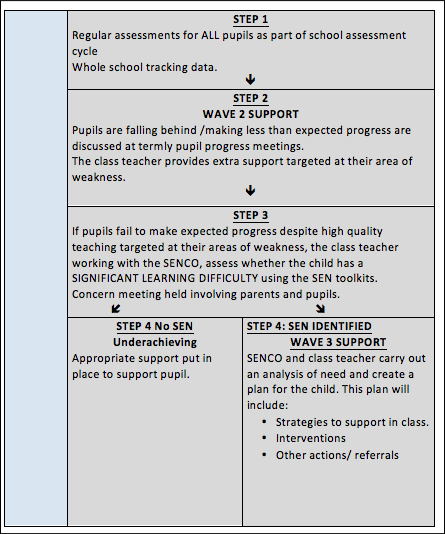 STEP 1
Regular assessments for ALL pupils as part of school assessment
cycle
Whole school tracking data.
STEP 2
WAVE 2 SUPPORT
Pupils are falling behind /making less than expected progress are
discussed at termly pupil progress meetings.
The class teacher provides extra support targeted at their area of
weakness.
STEP 3
If pupils fail to make expected progress despite high quality
teaching targeted at their areas of weakness, the class teacher
working with the SENCO, assess whether the child has a
SIGNIFICANT LEARNING DIFFICULTY using the SEN toolkits.
Concern meeting held involving parents and pupils.
STEP 4 No SEN
Underachieving
Appropriate support put in
place to support pupil.
STEP 4: SEN IDENTIFIED
WAVE 3 SUPPORT
SENCO and class teacher carry out
an analysis of need and create a
plan for the child. This plan will
include:
• Strategies to support in class.
• Interventions
• Other actions/ referrals